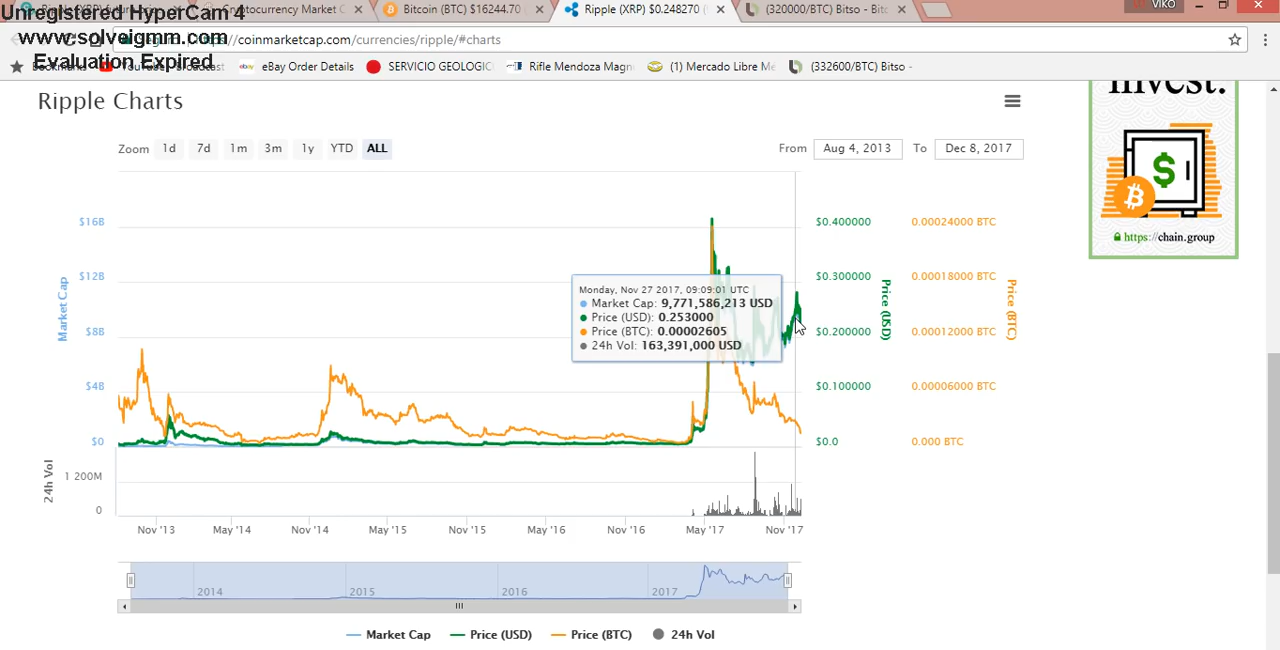 Unregistered HyperCam 4
www.solveigmm.com
Evaluation Expired
Cryptocurrency Market C
Bitcoin (BTC) $16244.70
Ripple (XRP) $0.248270
(320000/BTC) Bitso - Bitc
VIKO
https://coinmarketcap.com/currencies/ripple/#charts
eBay Order Details
SERVICIO GEOLOGIC
Rifle Mendoza Magn
(1) Mercado Libre Me
(332600/BTC) Bitso -
Ripple Charts
invest.
Zoom 1d 7d 1m 3m 1y YTD ALL
From Aug 4, 2013 To Dec 8, 2017
$16B $0.400000 0.00024000 BTC
https://chain.group
$12B $0.300000 0.00018000 BTC
Monday, Nov 27 2017, 09:09:01 UTC
Market Cap: 9,771,586,213 USD
Price (USD): 0.253000
Price (BTC): 0.00002605
24h Vol: 163,391,000 USD
Market Cap
Price (USD)
Price (BTC)
$8B $0.200000 0.00012000 BTC
$4B $0.100000 0.00006000 BTC
$0 $0.0 0.000 BTC
24h Vol
1 200M
0
Nov '13 May '14 Nov '14 May '15 Nov '15 May '16 Nov '16 May '17 Nov '17
2014 2015 2016 2017
Market Cap Price (USD) Price (BTC) 24h Vol